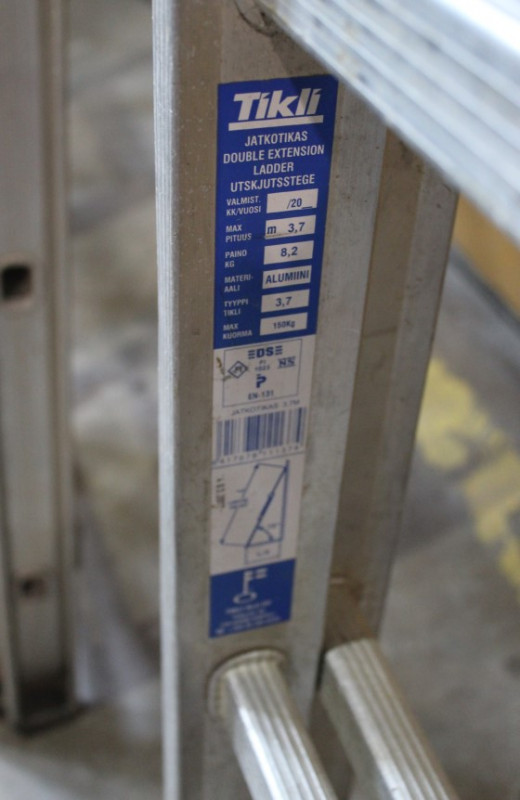 Tikli
JATKOTIKAS
DOUBLE EXTENSION
LADDER
UTSKJUTSSTEGE
VALMIST. KK/VUOSI /20__
MAX PITUUS m 3,7
PAINO KG 8,2
MATERI- AALI ALUMIINI
TYYPPI TIKLI 3,7
MAX KUORMA 150Kg
EN-131
JATKOTIKAS 3,7M